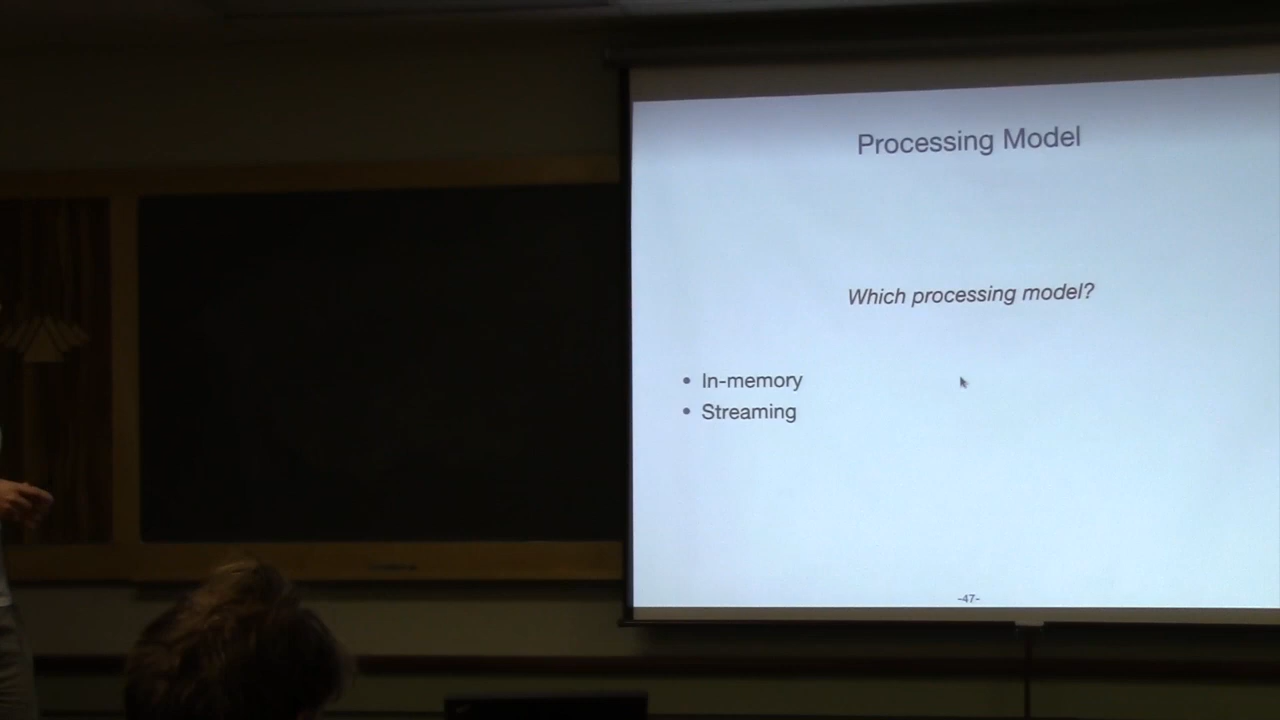 Processing Model
Which processing model?
• In-memory
• Streaming
-47-